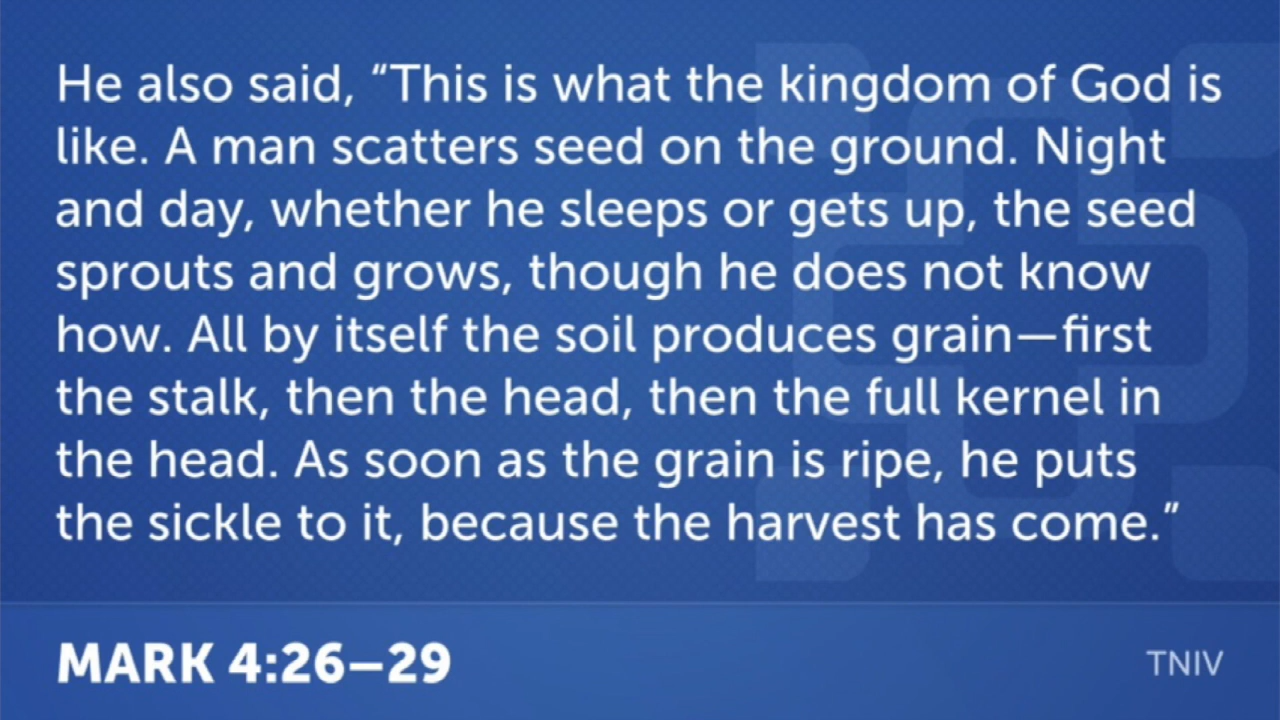 He also said, “This is what the kingdom of God is
like. A man scatters seed on the ground. Night
and day, whether he sleeps or gets up, the seed
sprouts and grows, though he does not know
how. All by itself the soil produces grain—first
the stalk, then the head, then the full kernel in
the head. As soon as the grain is ripe, he puts
the sickle to it, because the harvest has come.”
MARK 4:26–29
TNIV